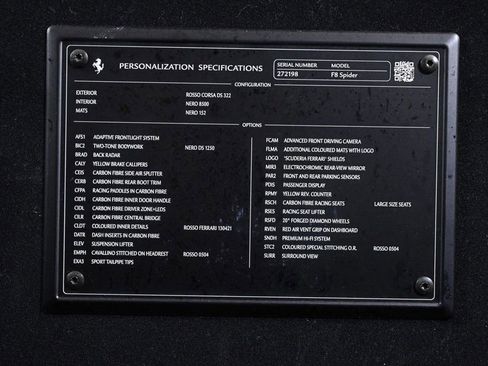 PERSONALIZATION SPECIFICATIONS
SERIAL NUMBER MODEL
272198 F8 Spider
CONFIGURATION
EXTERIOR ROSSO CORSA DS 322
INTERIOR NERO 8500
MATS NERO 152
OPTIONS
AFS1 ADAPTIVE FRONTLIGHT SYSTEM
BIC2 TWO-TONE BODYWORK NERO DS 1250
BRAD BACK RADAR
CALY YELLOW BRAKE CALLIPERS
CEIS CARBON FIBRE SIDE AIR SPLITTER
CERB CARBON FIBRE REAR BOOT TRIM
CFPA RACING PADDLES IN CARBON FIBRE
CIDH CARBON FIBRE INNER DOOR HANDLE
CIDL CARBON FIBRE DRIVER ZONE+LEDS
CILR CARBON FIBRE CENTRAL BRIDGE
CLDT COLOURED INNER DETAILS ROSSO FERRARI 130421
DATR DASH INSERTS IN CARBON FIBRE
ELEV SUSPENSION LIFTER
EMPH CAVALLINO STITCHED ON HEADREST ROSSO 0504
EXA3 SPORT TAILPIPE TIPS
FCAM ADVANCED FRONT DRIVING CAMERA
FLMA ADDITIONAL COLOURED MATS WITH LOGO
LOGO "SCUDERIA FERRARI" SHIELDS
MIR3 ELECTROCHROMIC REAR-VIEW MIRROR
PAR2 FRONT AND REAR PARKING SENSORS
PDIS PASSENGER DISPLAY
RPMY YELLOW REV. COUNTER
RSCH CARBON FIBRE RACING SEATS LARGE SIZE SEATS
RSES RACING SEAT LIFTER
RSFD 20" FORGED DIAMOND WHEELS
RVEN RED AIR VENT GRIP ON DASHBOARD
SNDH PREMIUM HI-FI SYSTEM
STC2 COLOURED SPECIAL STITCHING O.R. ROSSO 0504
SURR SURROUND VIEW